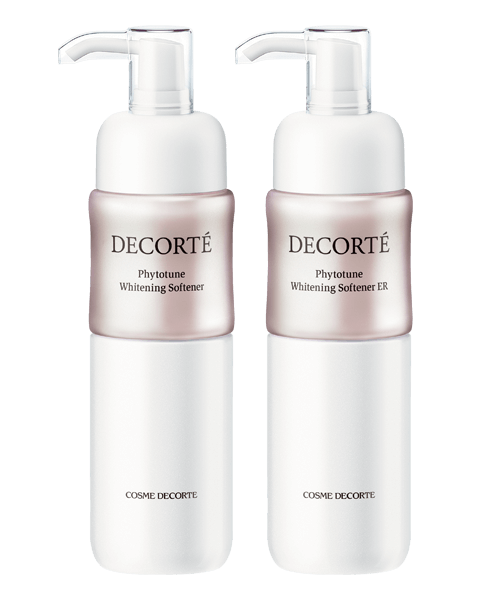 DECORTÉ
Phytotune
Whitening Softener
COSME DECORTE
DECORTÉ
Phytotune
Whitening Softener ER
COSME DECORTE